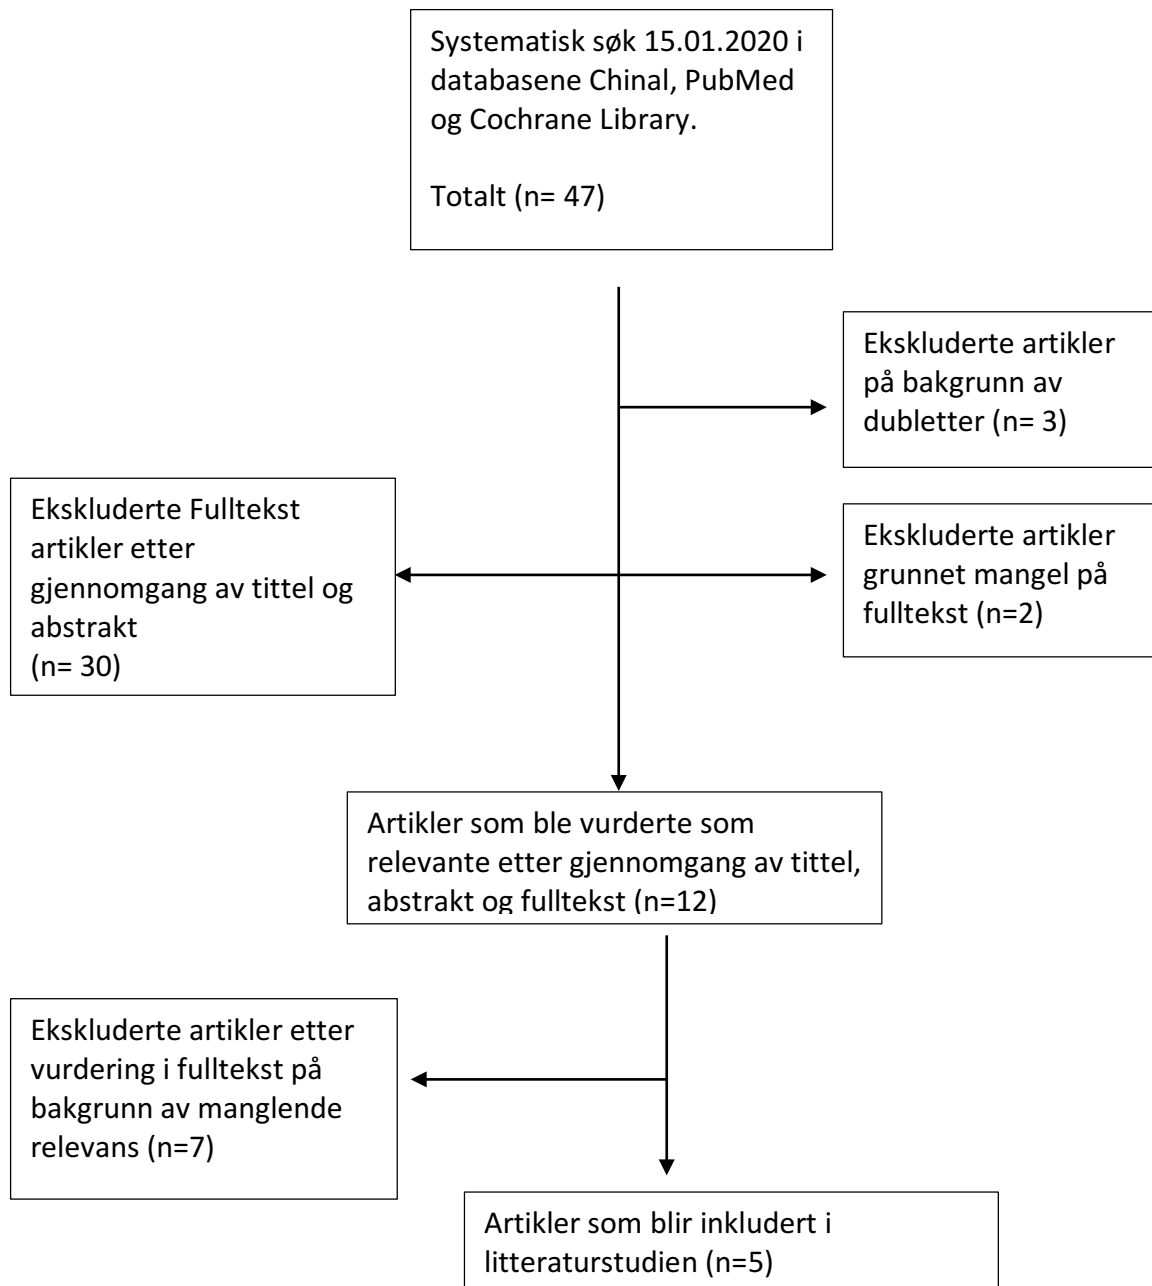 Systematisk søk 15.01.2020 i
databasene Chinal, PubMed
og Cochrane Library.
Totalt (n= 47)
Ekskluderte artikler
på bakgrunn av
dubletter (n= 3)
Ekskluderte Fulltekst
artikler etter
gjennomgang av tittel og
abstrakt
(n= 30)
Ekskluderte artikler
grunnet mangel på
fulltekst (n=2)
Artikler som ble vurderte som
relevante etter gjennomgang av tittel,
abstrakt og fulltekst (n=12)
Ekskluderte artikler etter
vurdering i fulltekst på
bakgrunn av manglende
relevans (n=7)
Artikler som blir inkludert i
litteraturstudien (n=5)